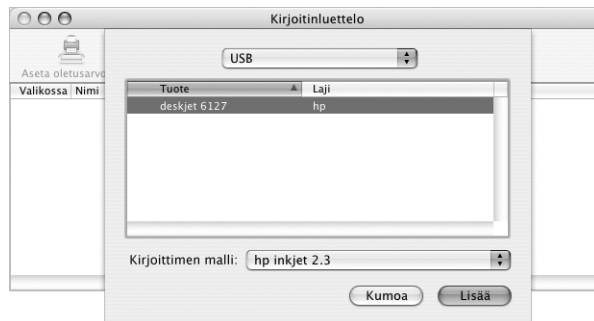 Kirjoitinluettelo
USB
Aseta oletusarvo
Valikossa Nimi
Tuote Laji
deskjet 6127 hp
Kirjoittimen malli: hp inkjet 2.3
Kumoa Lisää